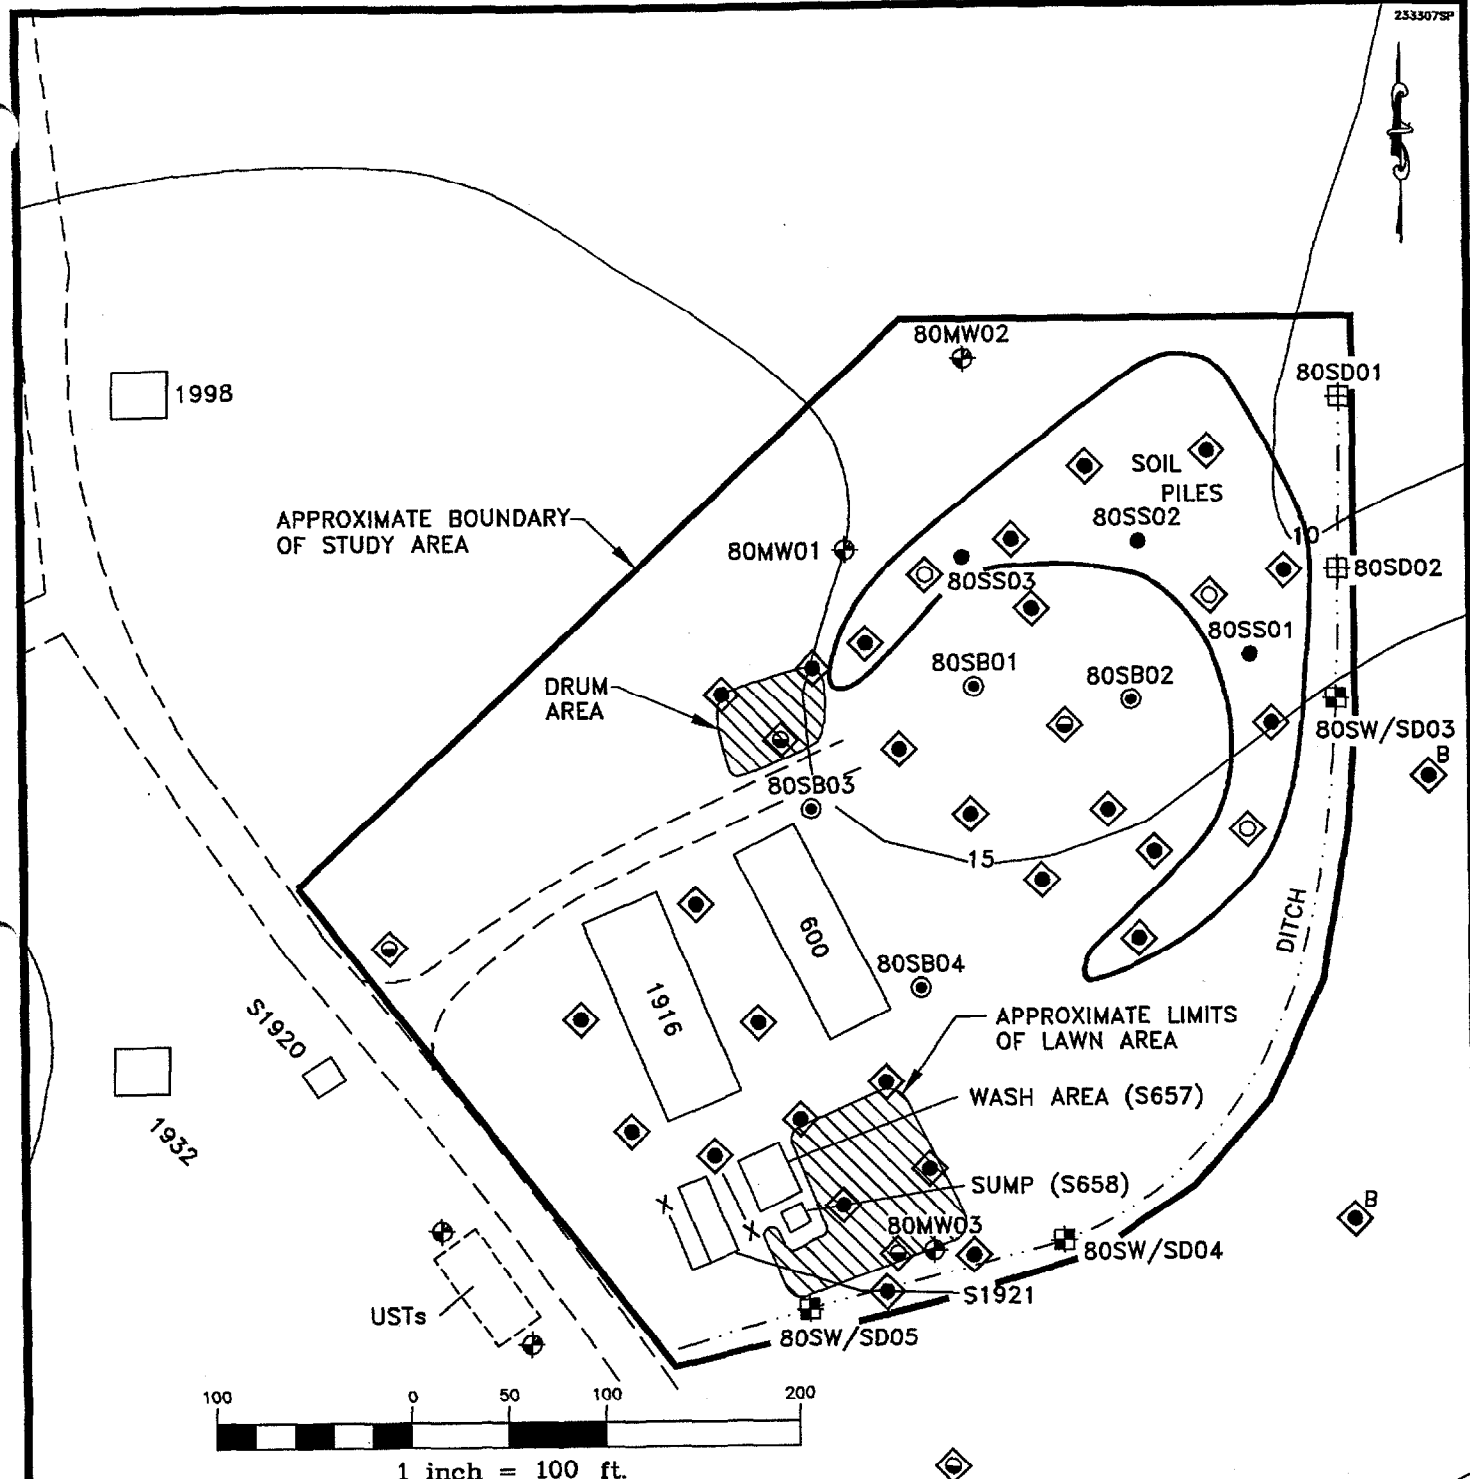 233307SP
80MW02
80SD01
1998
SOIL
PILES
APPROXIMATE BOUNDARY
OF STUDY AREA
80SS02
10
80MW01
80SD02
80SS03
80SS01
80SB01
80SB02
DRUM
AREA
80SW/SD03
B
80SB03
15
600
DITCH
80SB04
1916
S1920
APPROXIMATE LIMITS
OF LAWN AREA
WASH AREA (S657)
1932
SUMP (S658)
X
X
B
80MW03
80SW/SD04
S1921
USTs
80SW/SD05
100 0 50 100 200
1 inch = 100 ft.